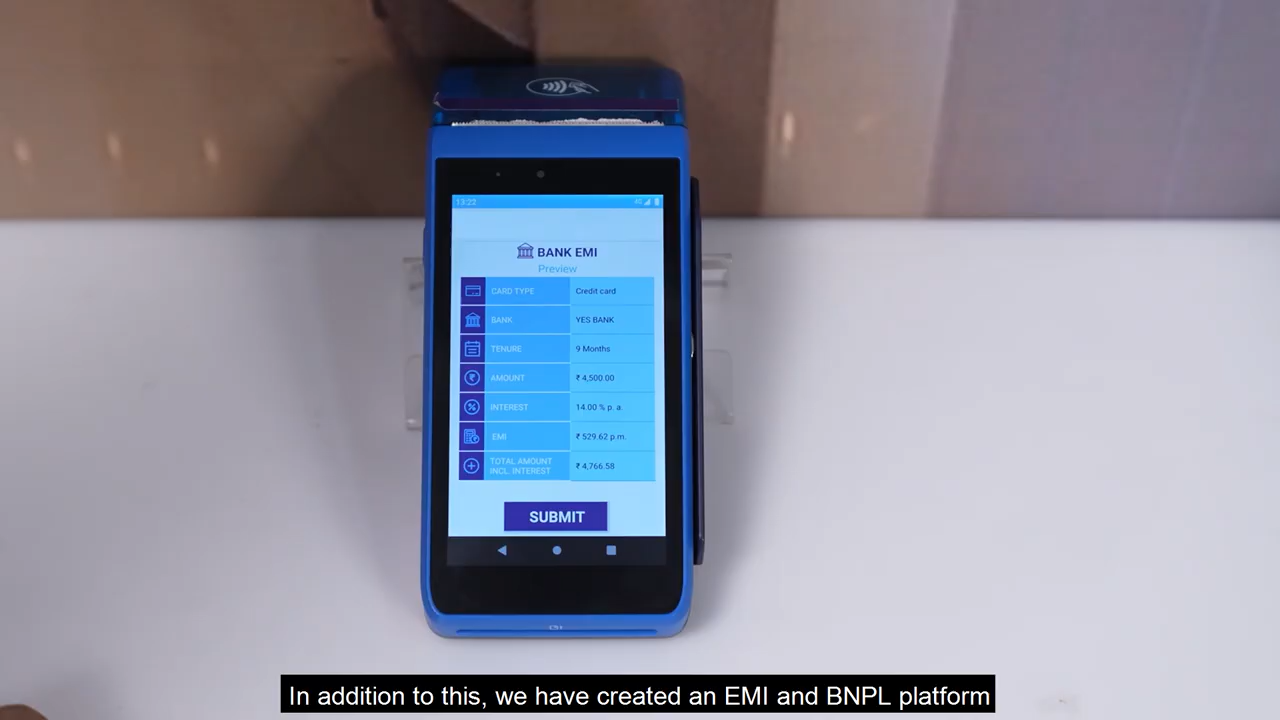 13:22
4G
BANK EMI
Preview
CARD TYPE Credit card
BANK YES BANK
TENURE 9 Months
AMOUNT ₹ 4,500.00
INTEREST 14.00 % p. a.
EMI ₹ 529.62 p.m.
TOTAL AMOUNT
INCL. INTEREST ₹ 4,766.58
SUBMIT
In addition to this, we have created an EMI and BNPL platform